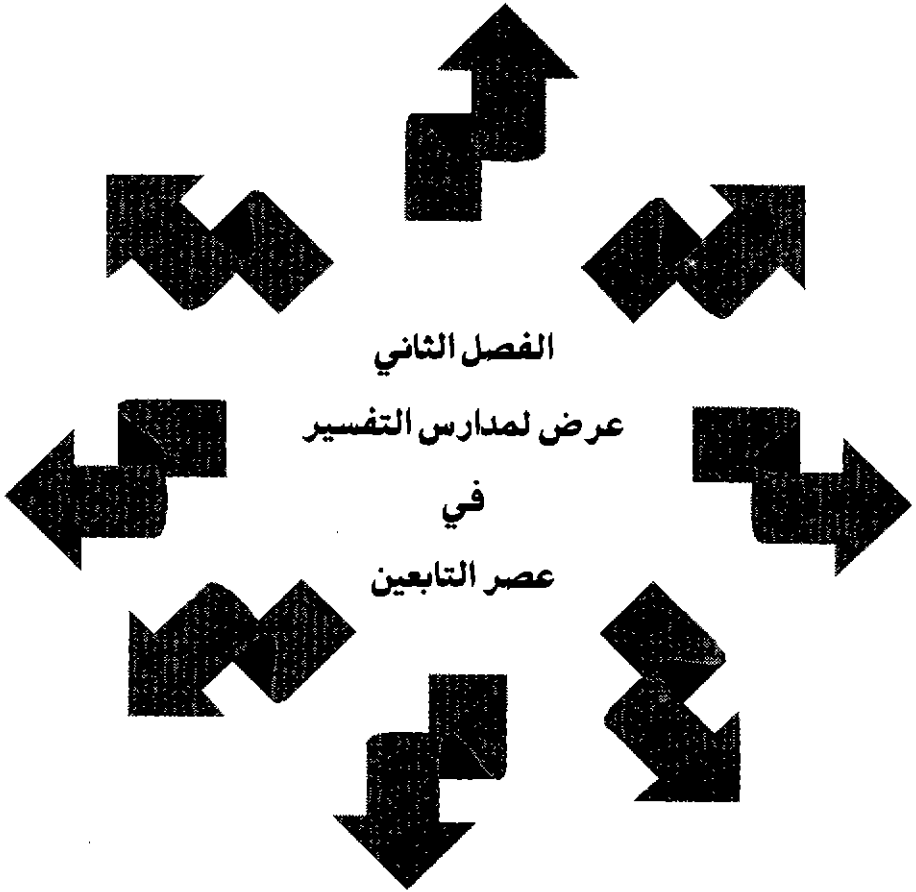 الفصل الثاني
عرض لمدارس التفسير
في
عصر التابعين